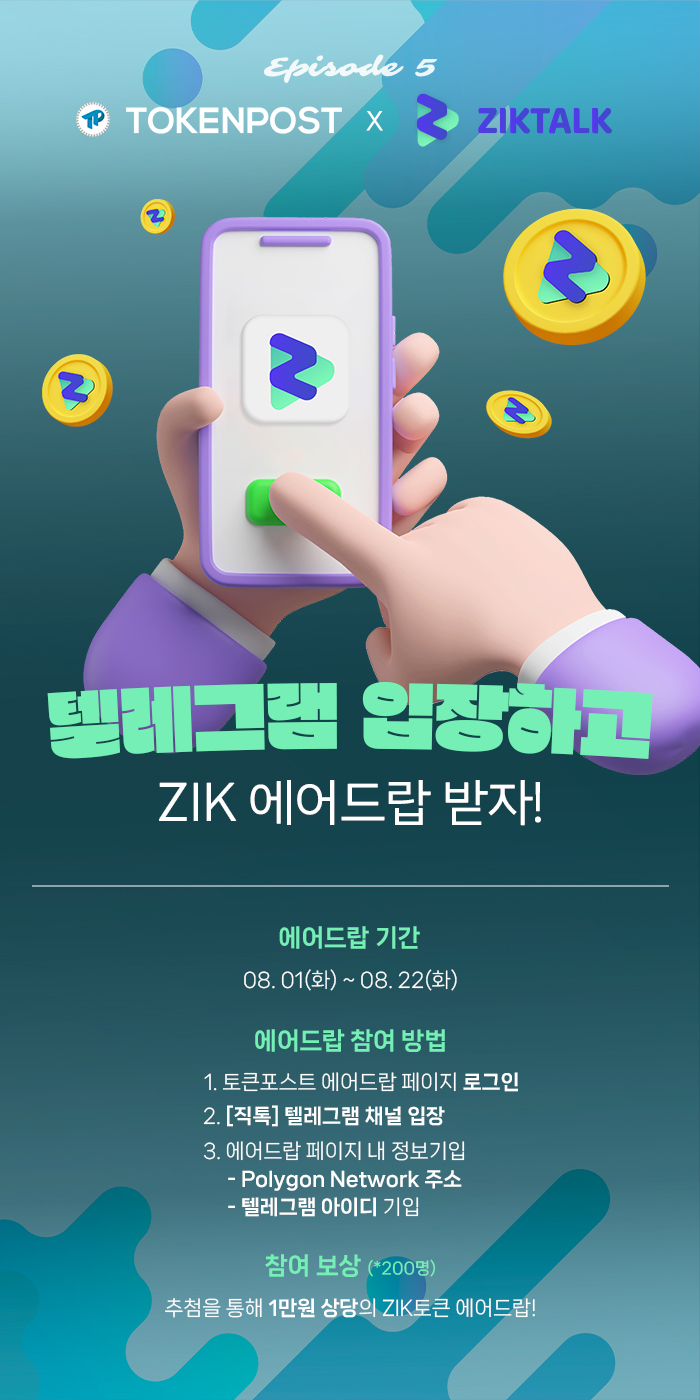 Episode 5
TP TOKENPOST X ZIKTALK
텔레그램 입장하고
ZIK 에어드랍 받자!
에어드랍 기간
08. 01(화) ~ 08. 22(화)
에어드랍 참여 방법
1. 토큰포스트 에어드랍 페이지 로그인
2. [직톡] 텔레그램 채널 입장
3. 에어드랍 페이지 내 정보기입
- Polygon Network 주소
- 텔레그램 아이디 기입
참여 보상 (*200명)
추첨을 통해 1만원 상당의 ZIK토큰 에어드랍!